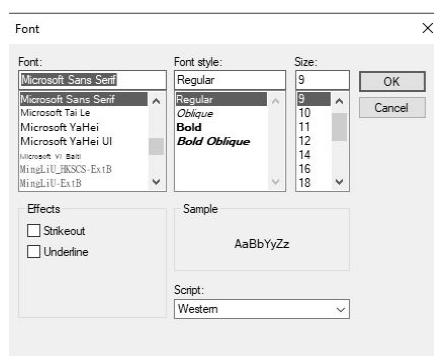 Font
Font:
Microsoft Sans Serif
Microsoft Sans Serif
Microsoft Tai Le
Microsoft YaHei
Microsoft YaHei UI
Microsoft Yi Baiti
MingLiU_HKSCS-ExtB
MingLiU-ExtB
Font style:
Regular
Regular
Oblique
Bold
Bold Oblique
Size:
9
9
10
11
12
14
16
18
OK
Cancel
Effects
Strikeout
Underline
Sample
AaBbYyZz
Script:
Western